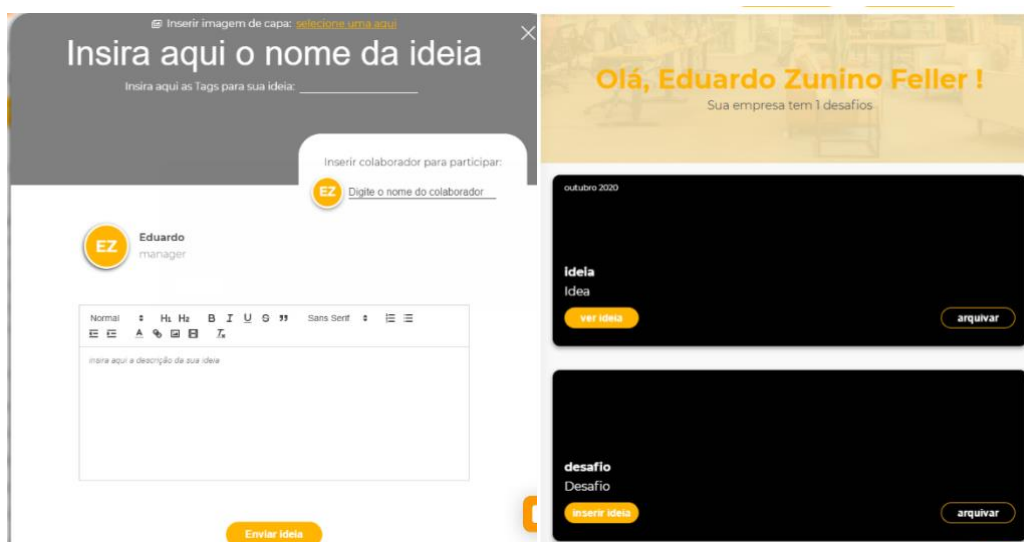 Inserir imagem de capa: selecione uma aqui
Insira aqui o nome da ideia
Insira aqui as Tags para sua ideia:
Inserir colaborador para participar:
EZ Digite o nome do colaborador
EZ
Eduardo
manager
Normal H1 H2 B I U S Sans Serif
A Tx
Insira aqui a descrição da sua ideia
Enviar ideia
Olá, Eduardo Zunino Feller !
Sua empresa tem 1 desafios
outubro 2020
ideia
Idea
ver ideia arquivar
desafio
Desafio
inserir ideia arquivar